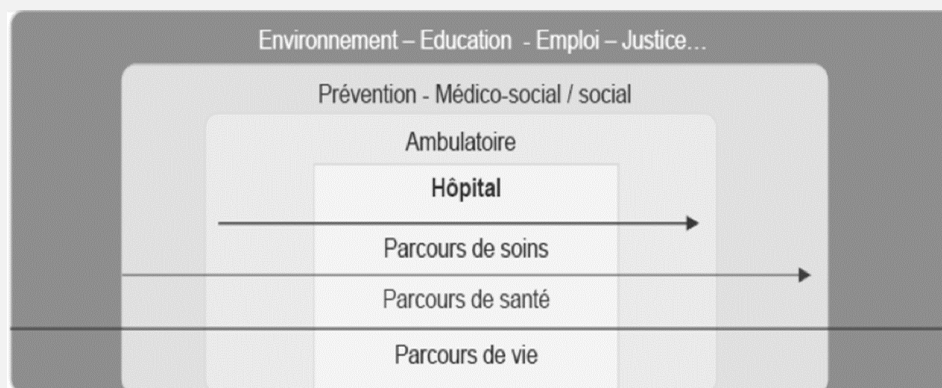 Environnement – Education  - Emploi – Justice…
Prévention - Médico-social / social
Ambulatoire
Hôpital
Parcours de soins
Parcours de santé
Parcours de vie